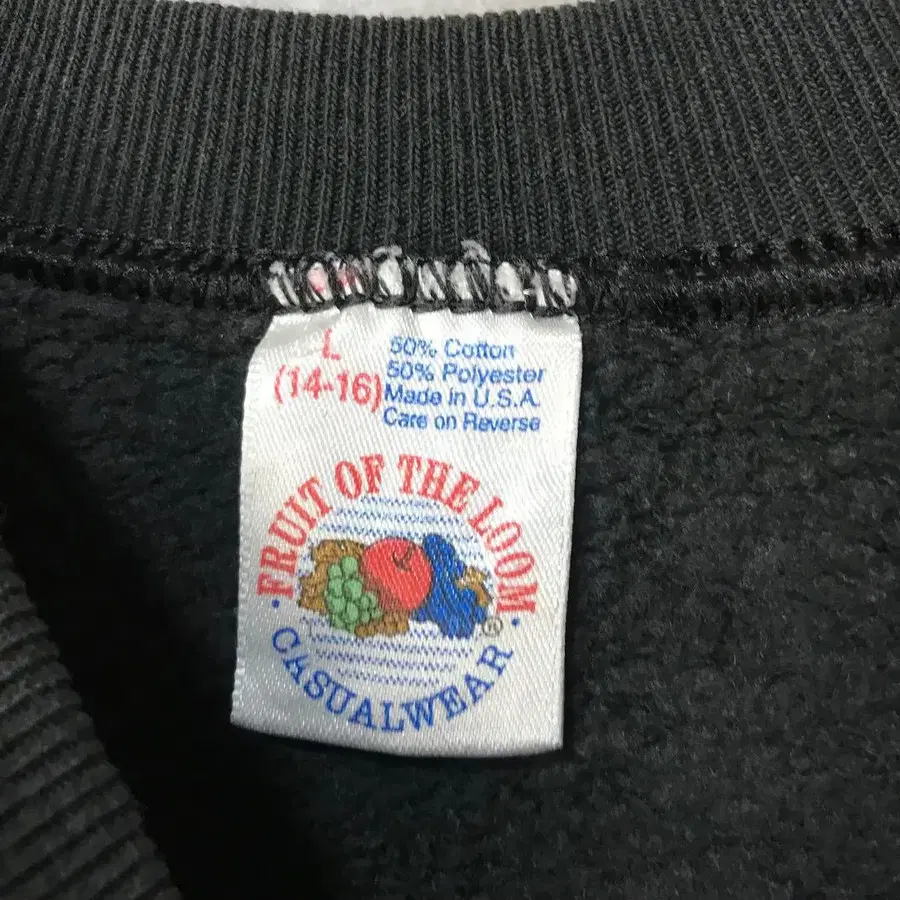 L
(14-16)
50% Cotton
50% Polyester
Made in U.S.A.
Care on Reverse
· FRUIT OF THE LOOM ·
®
CASUALWEAR